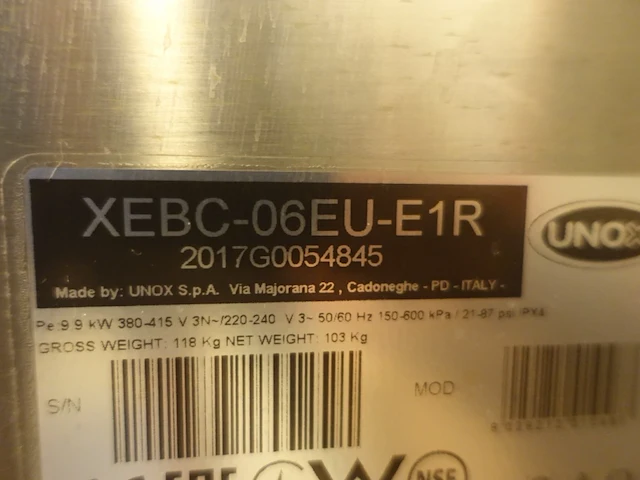 XEBC-06EU-E1R
2017G0054845
UNOX
Made by: UNOX S.p.A. Via Majorana 22 , Cadoneghe - PD - ITALY -
Pe:9.9 kW 380-415 V 3N~/220-240 V 3~ 50/60 Hz 150-600 kPa / 21-87 psi IPX4
GROSS WEIGHT: 118 Kg NET WEIGHT: 103 Kg
S/N
MOD
NSF